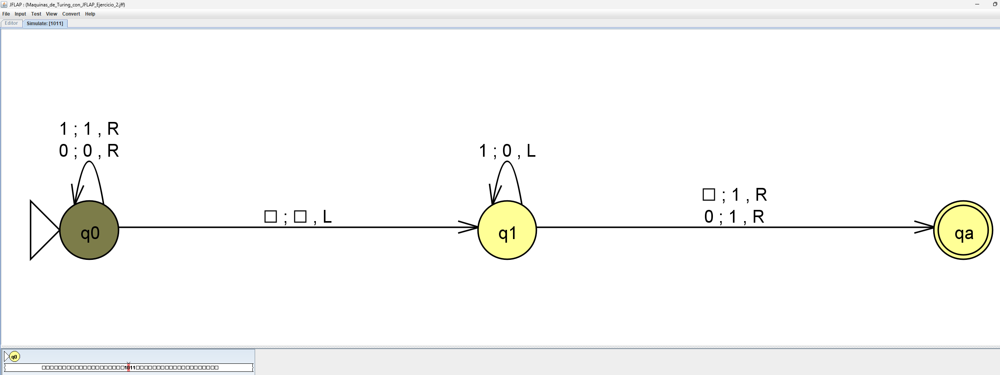 JFLAP : (Maquinas_de_Turing_con_JFLAP_Ejercicio_2.jff)
File Input Test View Convert Help
Editor Simulate: [1011]
1 ; 1 , R
0 ; 0 , R
1 ; 0 , L
□ ; 1 , R
□ ; □ , L
0 ; 1 , R
q0
q1
qa
q0
□□□□□□□□□□□□□□□□□□□□1011□□□□□□□□□□□□□□□□□□□□